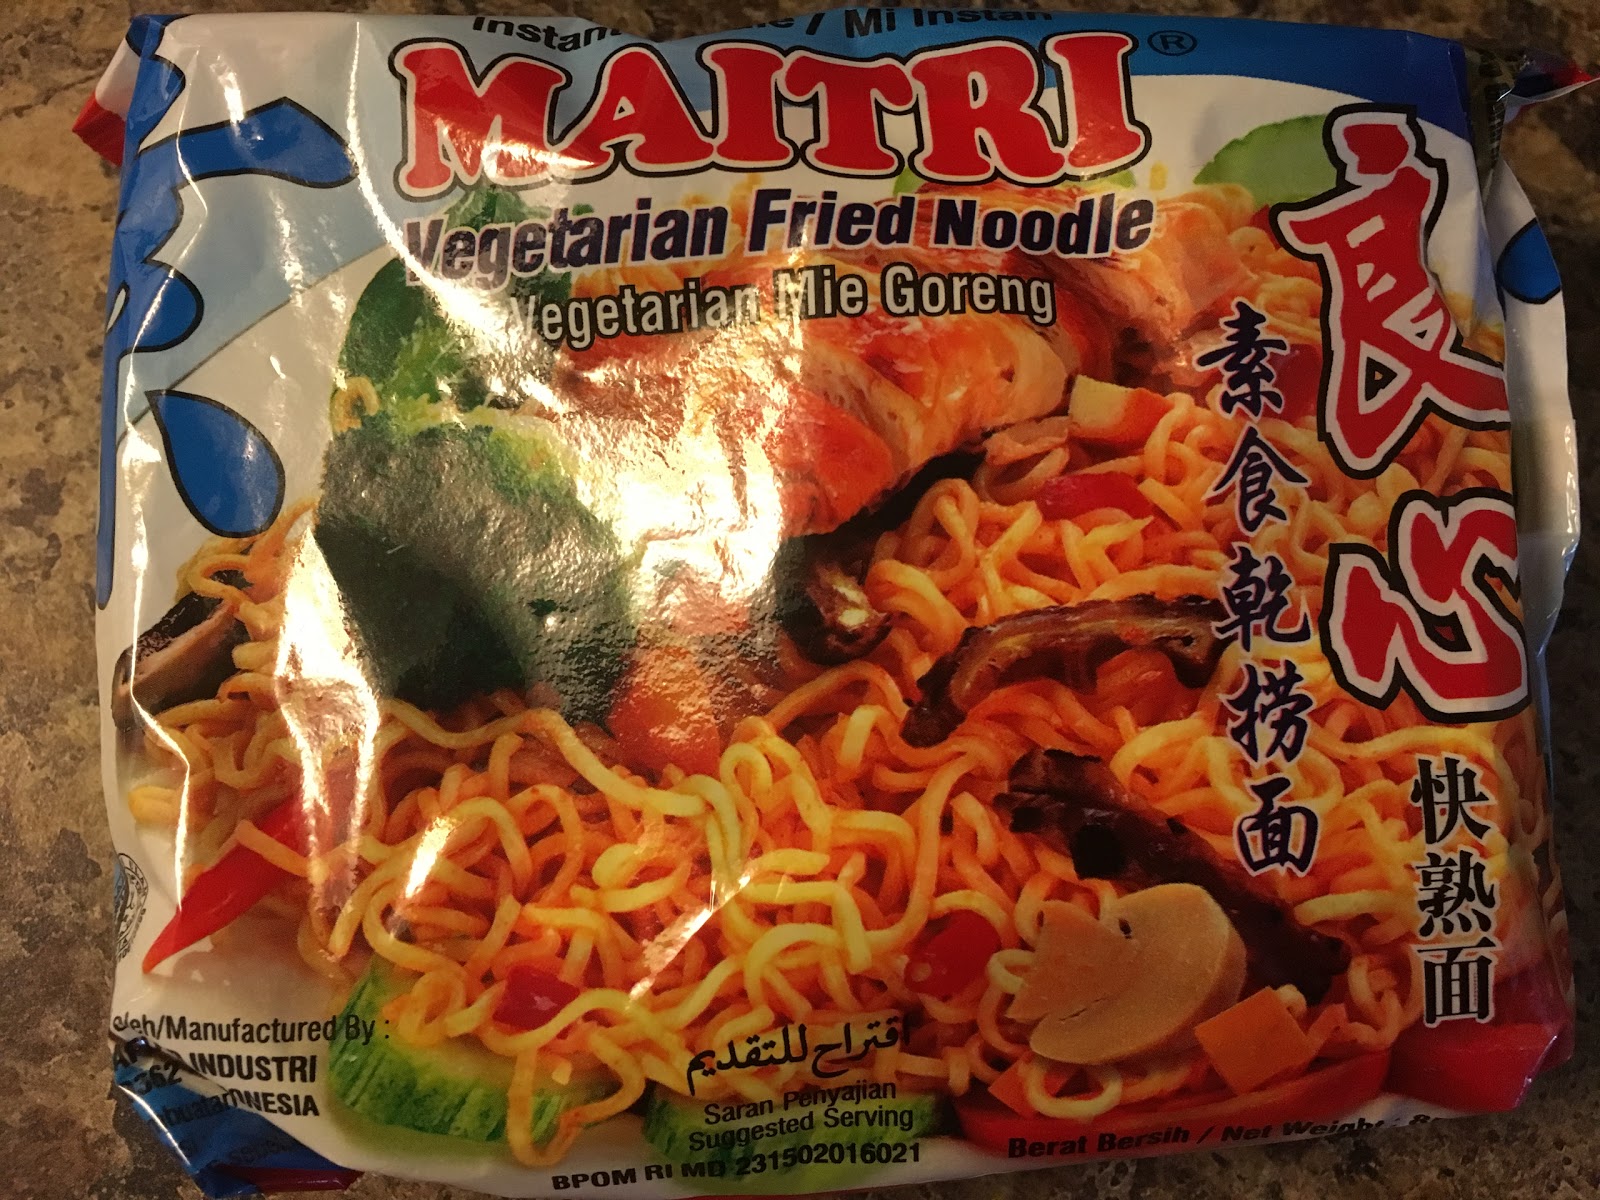 / Mi Instan
MAITRI®
Vegetarian Fried Noodle
Vegetarian Mie Goreng
良心
素食乾捞面
快熟面
/Manufactured By :
INDUSTRI
اقتراح للتقديم
Saran Penyajian
Suggested Serving
BPOM RI MD 231502016021
Berat Bersih / Net Weight